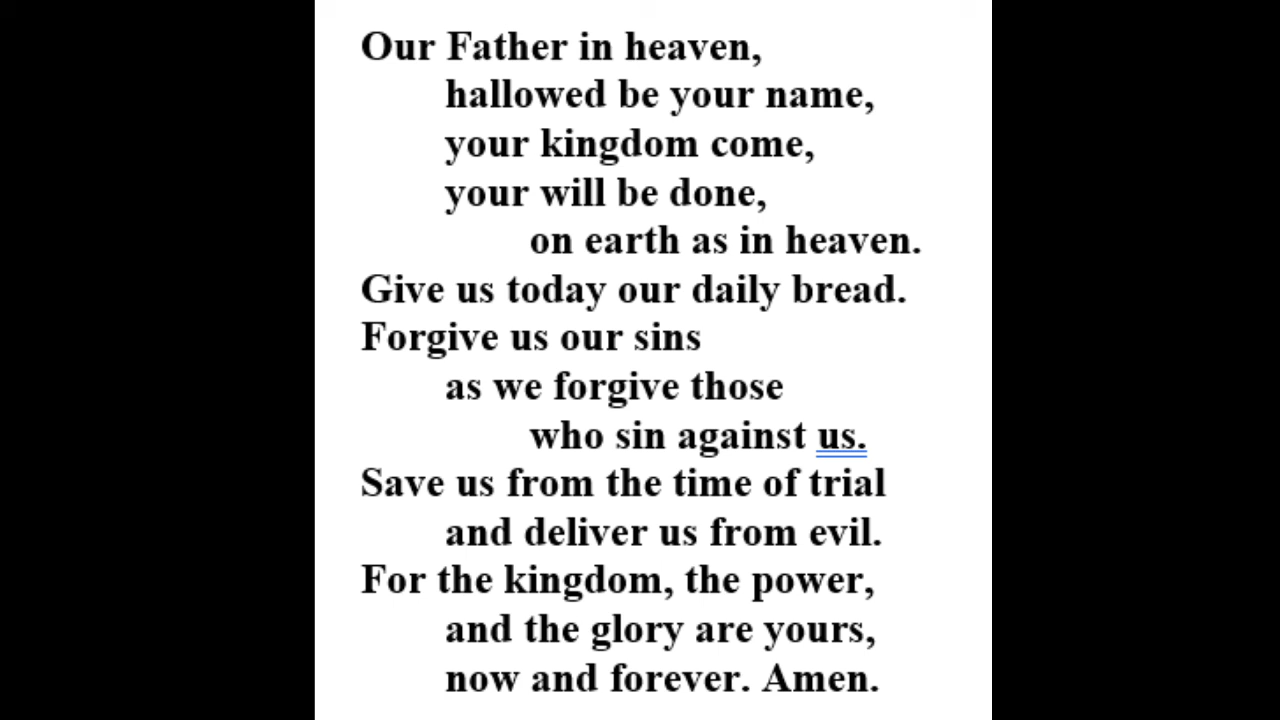 Our Father in heaven,
hallowed be your name,
your kingdom come,
your will be done,
on earth as in heaven.
Give us today our daily bread.
Forgive us our sins
as we forgive those
who sin against us.
Save us from the time of trial
and deliver us from evil.
For the kingdom, the power,
and the glory are yours,
now and forever. Amen.